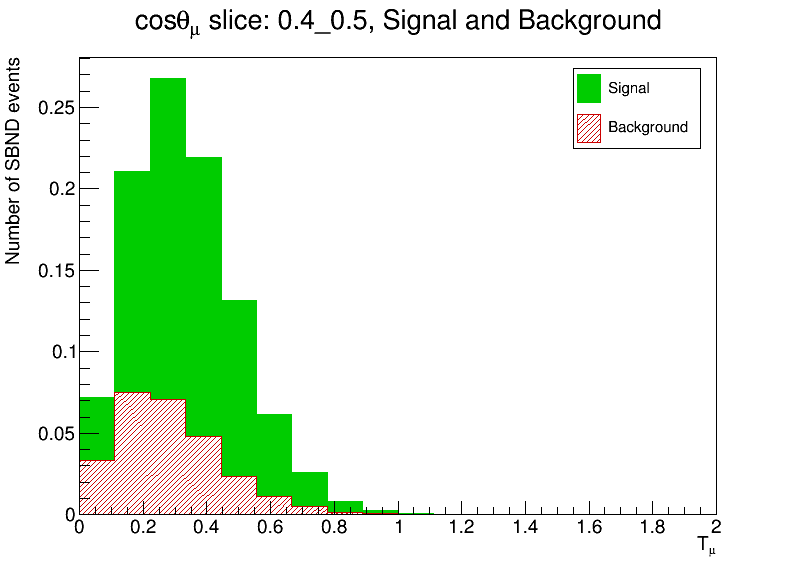 cosθμ slice: 0.4_0.5, Signal and Background
Number of SBND events
0.25
0.2
0.15
0.1
0.05
0
Signal
Background
0 0.2 0.4 0.6 0.8 1 1.2 1.4 1.6 1.8 2
Tμ